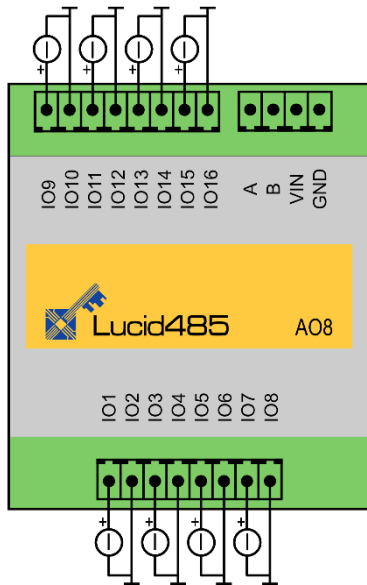 + + + +
IO9 IO10 IO11 IO12 IO13 IO14 IO15 IO16 A B VIN GND
Lucid485 AO8
IO1 IO2 IO3 IO4 IO5 IO6 IO7 IO8
+ + + +